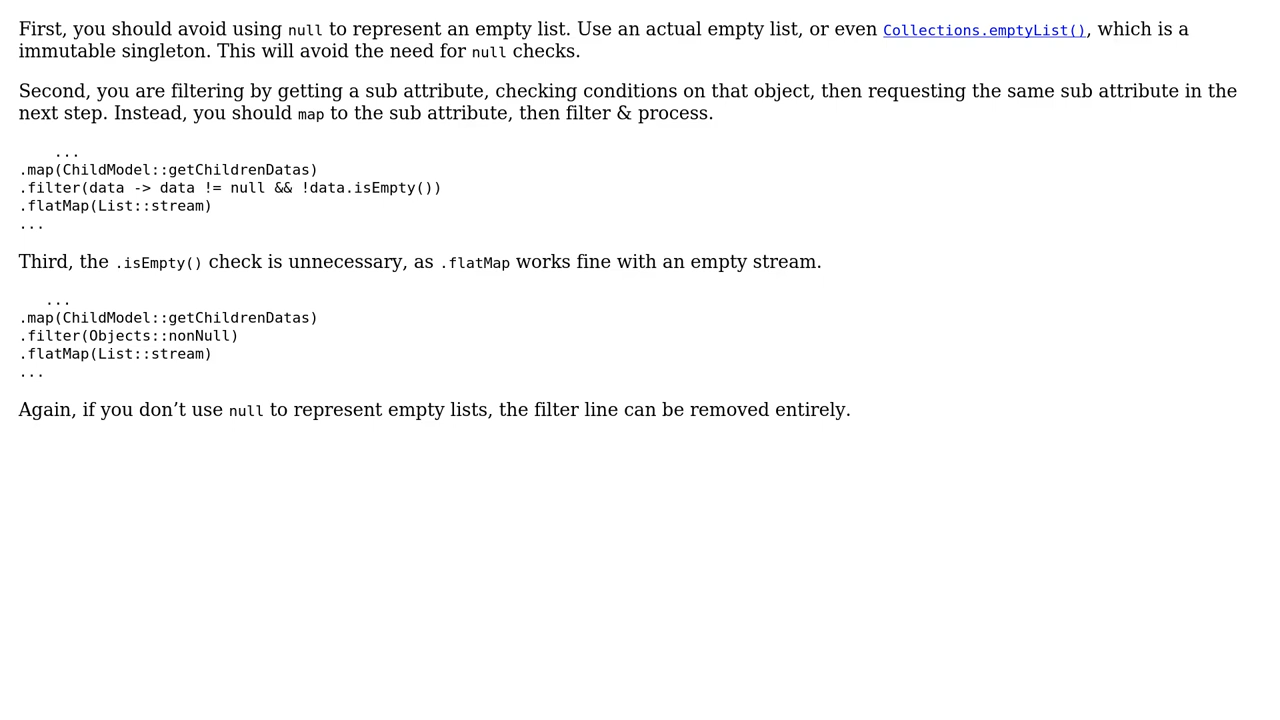 First, you should avoid using null to represent an empty list. Use an actual empty list, or even Collections.emptyList(), which is a
immutable singleton. This will avoid the need for null checks.
Second, you are filtering by getting a sub attribute, checking conditions on that object, then requesting the same sub attribute in the
next step. Instead, you should map to the sub attribute, then filter & process.
    ...
.map(ChildModel::getChildrenDatas)
.filter(data -> data != null && !data.isEmpty())
.flatMap(List::stream)
...
Third, the .isEmpty() check is unnecessary, as .flatMap works fine with an empty stream.
   ...
.map(ChildModel::getChildrenDatas)
.filter(Objects::nonNull)
.flatMap(List::stream)
...
Again, if you don’t use null to represent empty lists, the filter line can be removed entirely.